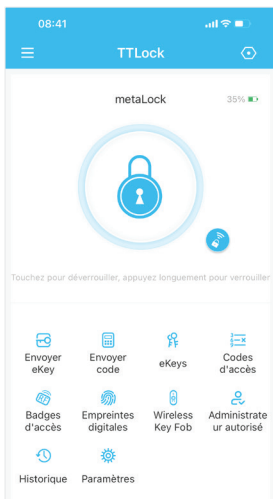 08:41
TTLock
metaLock 35%
Touchez pour déverrouiller, appuyez longuement pour verrouiller
Envoyer Envoyer eKeys Codes
eKey code d'accès
Badges Empreintes Wireless Administrate
d'accès digitales Key Fob ur autorisé
Historique Paramètres